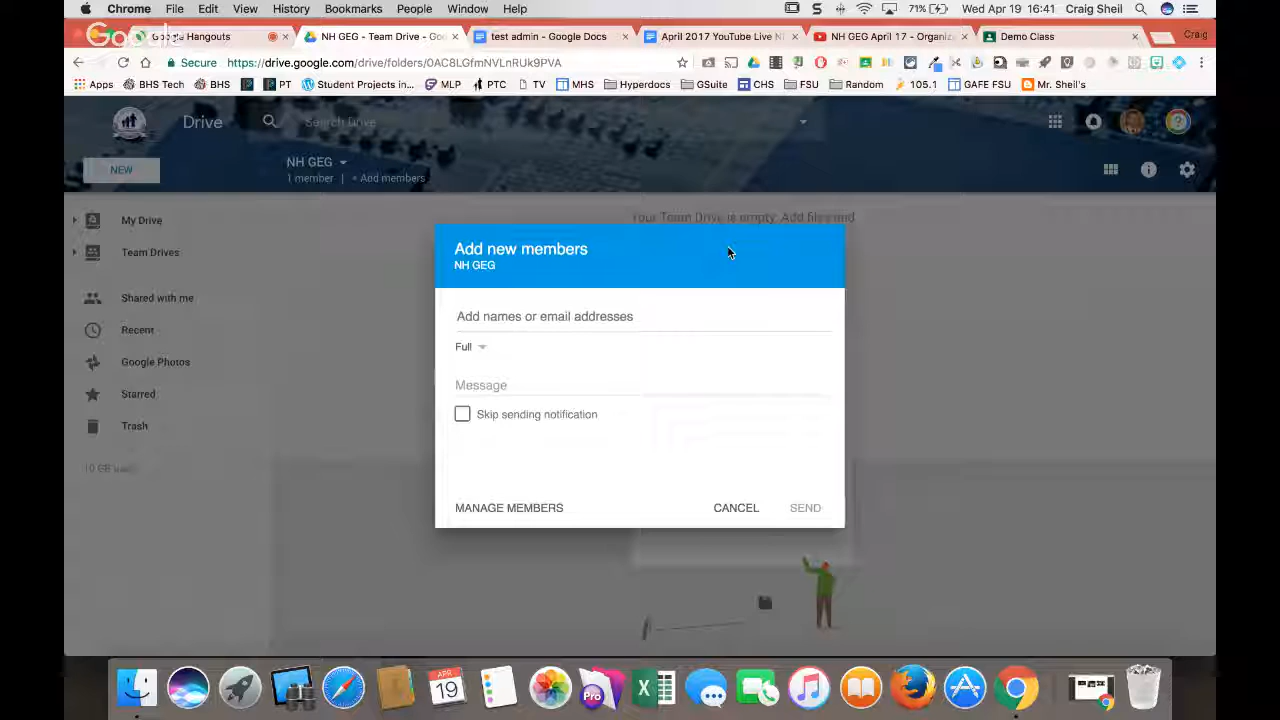 Chrome File Edit View History Bookmarks People Window Help 71% Wed Apr 19 16:41 Craig Sheil
Google Hangouts NH GEG - Team Drive - Go test admin - Google Docs April 2017 YouTube Live N NH GEG April 17 - Organiz Demo Class Craig
Secure https://drive.google.com/drive/folders/0AC8LGfmNVLnRUk9PVA
Apps BHS Tech BHS PT Student Projects in... MLP PTC TV MHS Hyperdocs GSuite CHS FSU Random 105.1 GAFE FSU Mr. Sheil's
Drive Search Drive
NEW NH GEG
1 member | + Add members
My Drive
Your Team Drive is empty. Add files and
Team Drives
Shared with me
Recent
Google Photos
Starred
Trash
Add new members
NH GEG
Add names or email addresses
Full
Message
Skip sending notification
MANAGE MEMBERS CANCEL SEND
APR
19
Pro